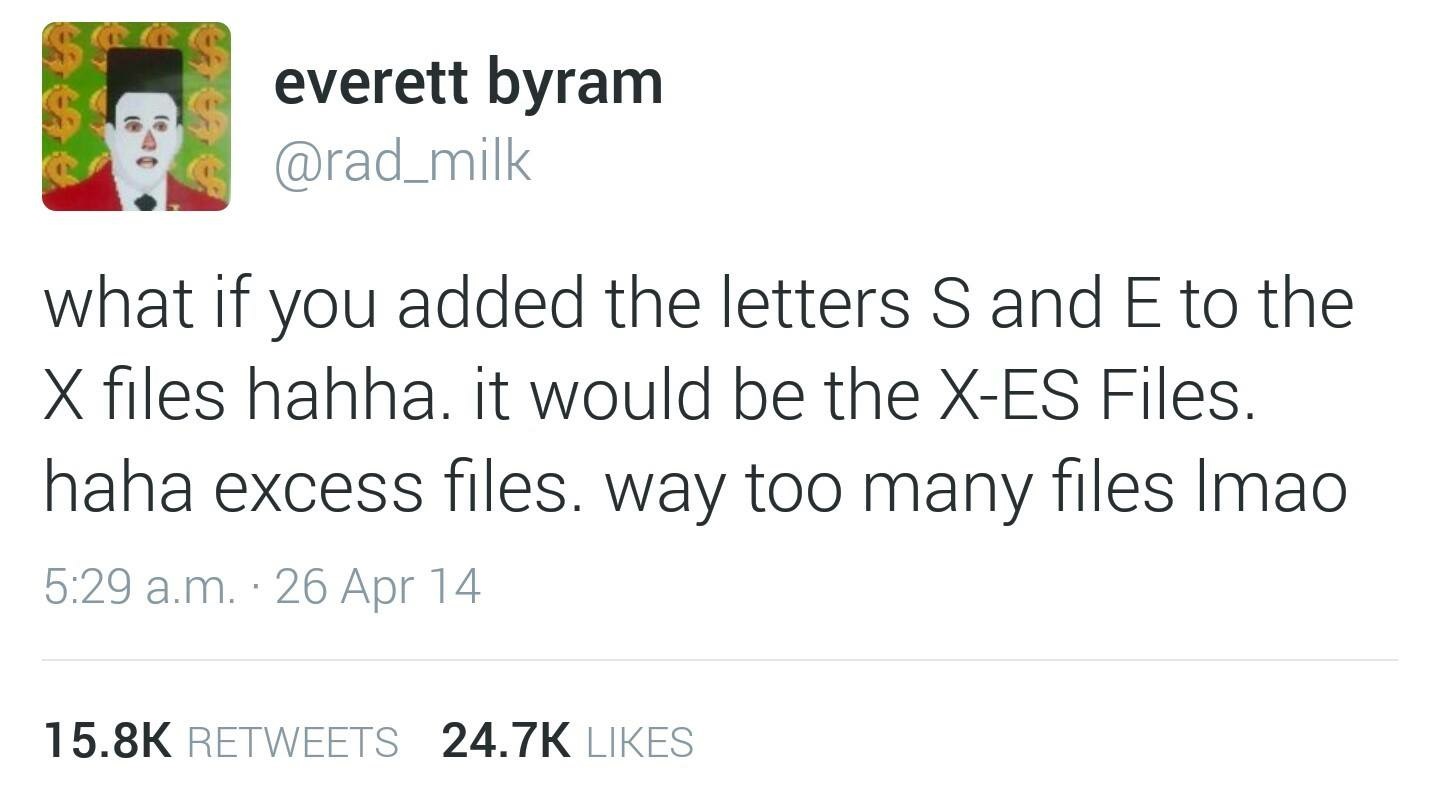 everett byram
@rad_milk
what if you added the letters S and E to the
X files hahha. it would be the X-ES Files.
haha excess files. way too many files lmao
5:29 a.m. · 26 Apr 14
15.8K RETWEETS 24.7K LIKES